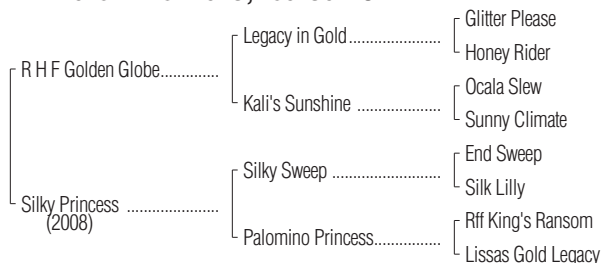 Glitter Please
Legacy in Gold
Honey Rider
R H F Golden Globe
Ocala Slew
Kali's Sunshine
Sunny Climate
End Sweep
Silky Sweep
Silk Lilly
Silky Princess
(2008)
Rff King's Ransom
Palomino Princess
Lissas Gold Legacy